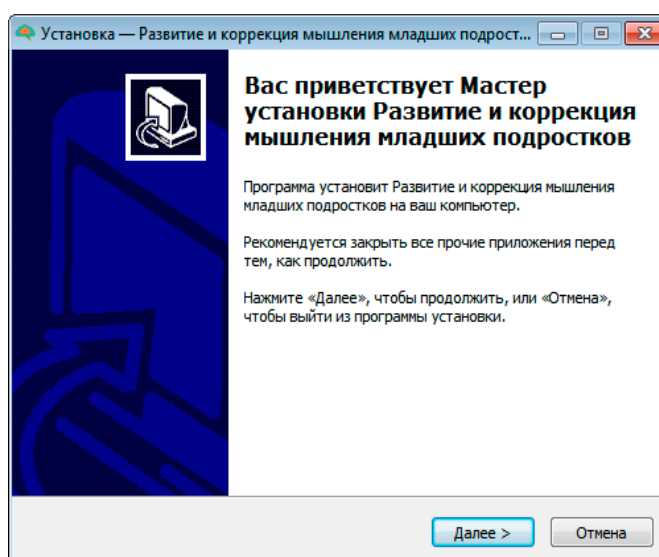 Установка — Развитие и коррекция мышления младших подрост...
Вас приветствует Мастер
установки Развитие и коррекция
мышления младших подростков
Программа установит Развитие и коррекция мышления
младших подростков на ваш компьютер.
Рекомендуется закрыть все прочие приложения перед
тем, как продолжить.
Нажмите «Далее», чтобы продолжить, или «Отмена»,
чтобы выйти из программы установки.
Далее >
Отмена